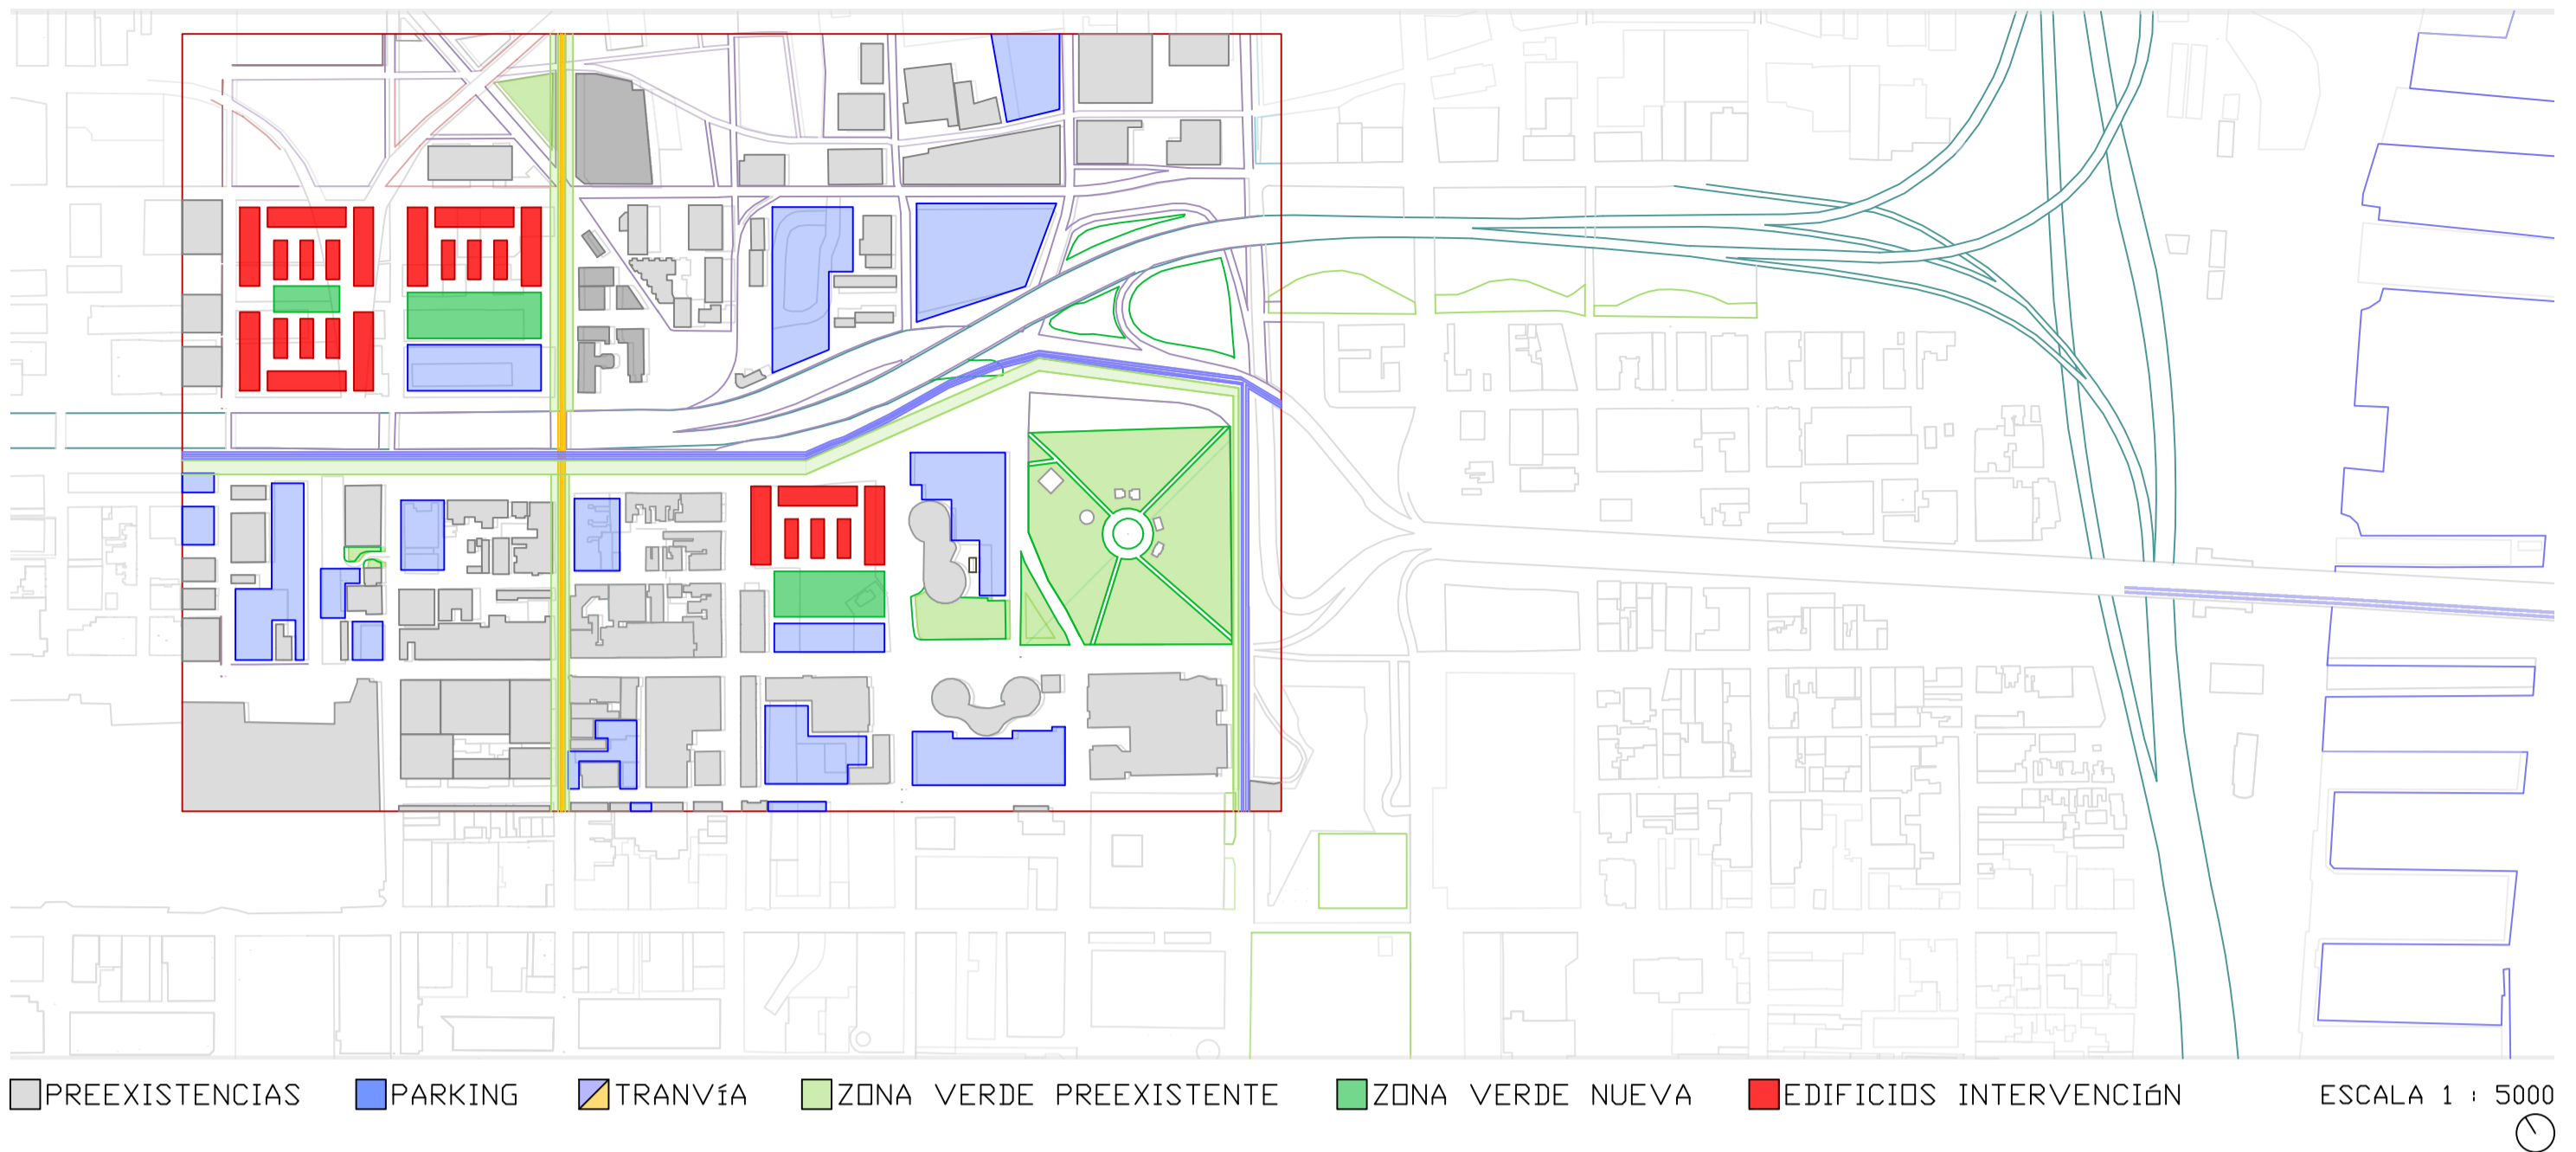 PREEXISTENCIAS
PARKING
TRANVíA
ZONA VERDE PREEXISTENTE
ZONA VERDE NUEVA
EDIFICIOS INTERVENCIóN
ESCALA 1 : 5000